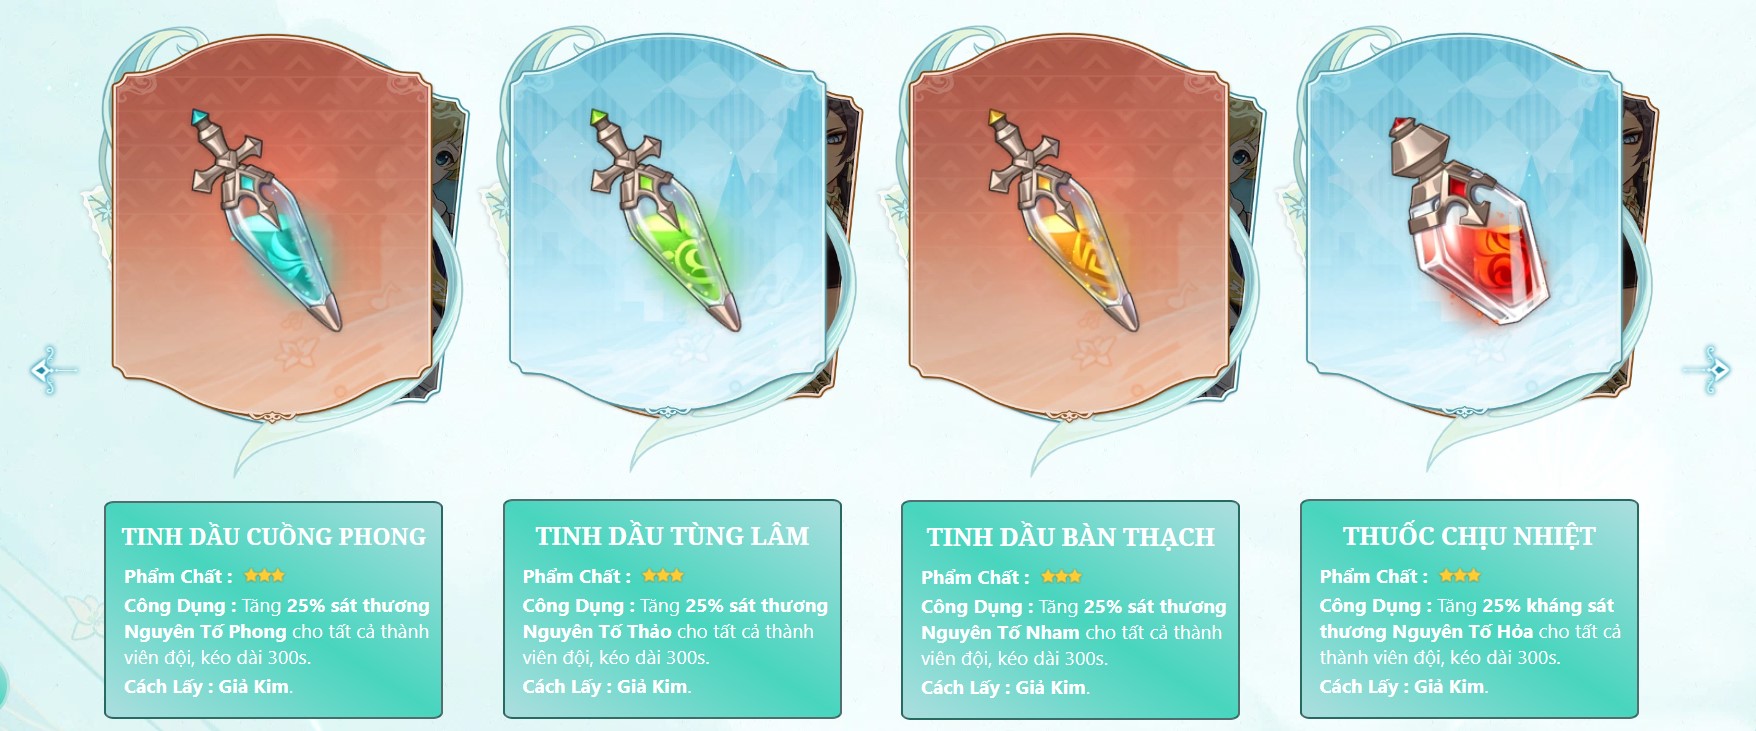 TINH DẦU CUỒNG PHONG
Phẩm Chất :
Công Dụng : Tăng 25% sát thương
Nguyên Tố Phong cho tất cả thành
viên đội, kéo dài 300s.
Cách Lấy : Giả Kim.
TINH DẦU TÙNG LÂM
Phẩm Chất :
Công Dụng : Tăng 25% sát thương
Nguyên Tố Thảo cho tất cả thành
viên đội, kéo dài 300s.
Cách Lấy : Giả Kim.
TINH DẦU BÀN THẠCH
Phẩm Chất :
Công Dụng : Tăng 25% sát thương
Nguyên Tố Nham cho tất cả thành
viên đội, kéo dài 300s.
Cách Lấy : Giả Kim.
THUỐC CHỊU NHIỆT
Phẩm Chất :
Công Dụng : Tăng 25% kháng sát
thương Nguyên Tố Hỏa cho tất cả
thành viên đội, kéo dài 300s.
Cách Lấy : Giả Kim.